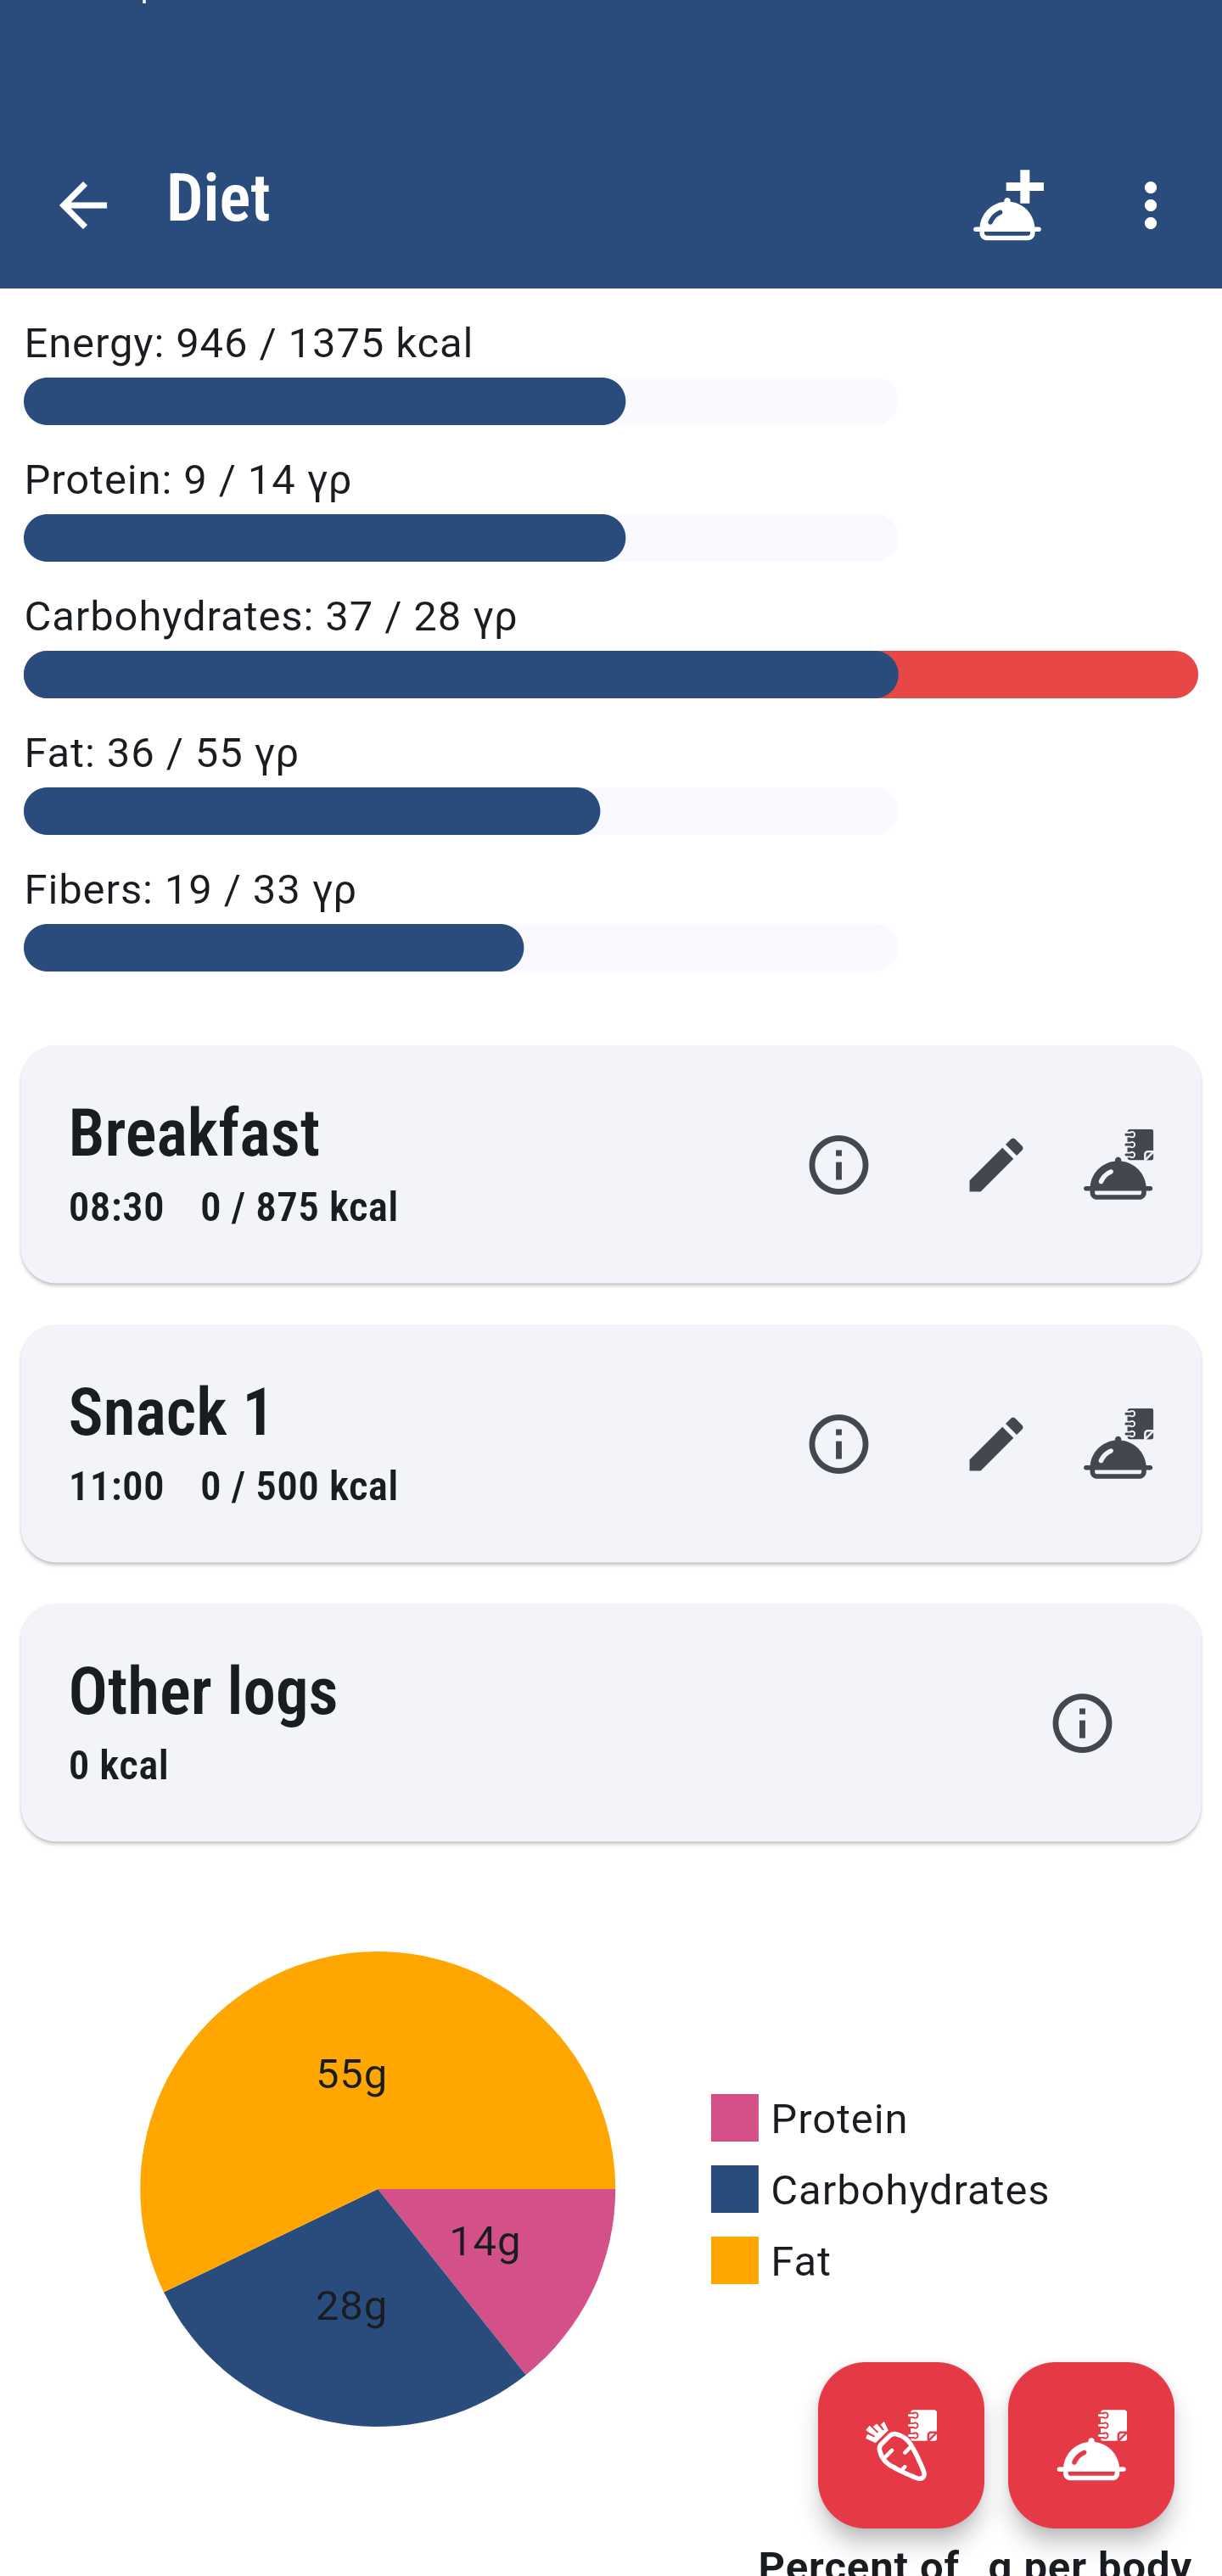 Diet
Energy: 946 / 1375 kcal
Protein: 9 / 14 γρ
Carbohydrates: 37 / 28 γρ
Fat: 36 / 55 γρ
Fibers: 19 / 33 γρ
Breakfast
08:30 0 / 875 kcal
Snack 1
11:00 0 / 500 kcal
Other logs
0 kcal
55g
14g
28g
Protein
Carbohydrates
Fat
Percent of g per body